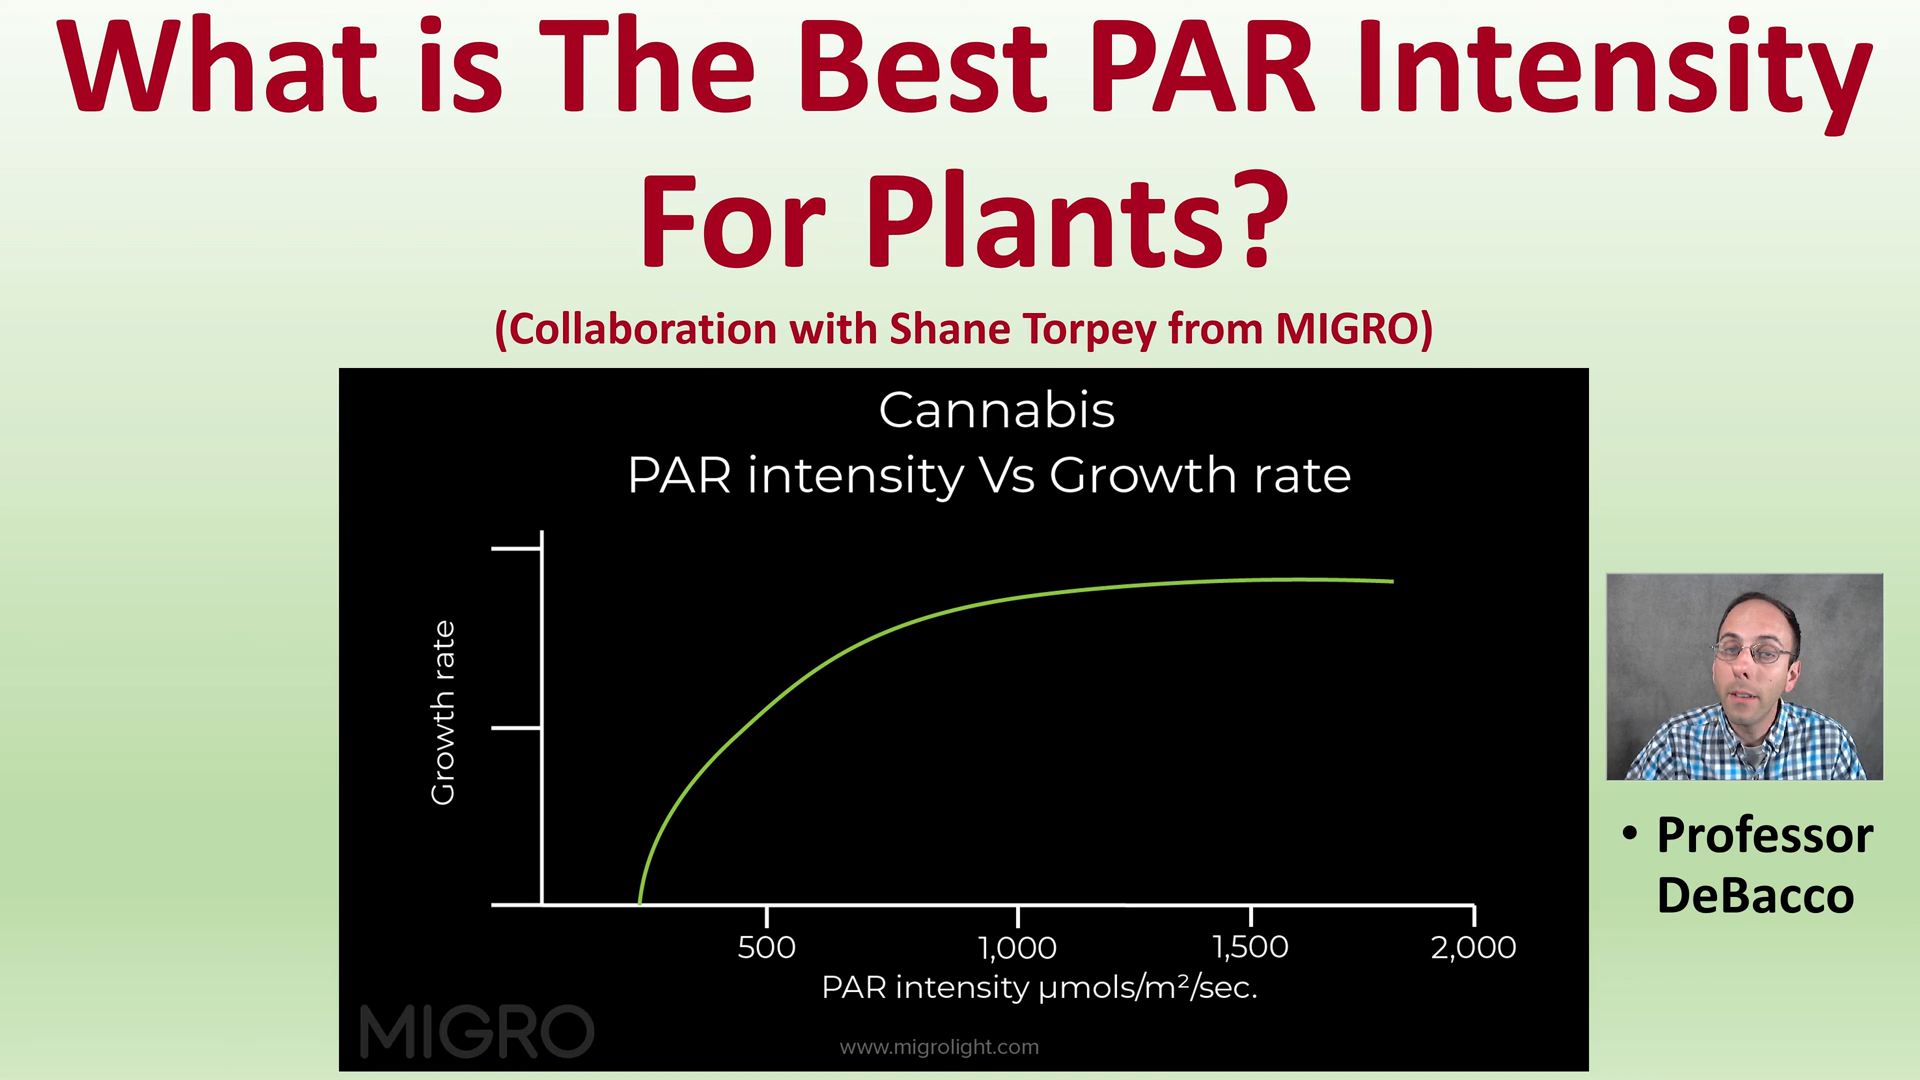 What is The Best PAR Intensity
For Plants?
(Collaboration with Shane Torpey from MIGRO)
Cannabis
PAR intensity Vs Growth rate
Growth rate
500
1,000
1,500
2,000
PAR intensity µmols/m²/sec.
MIGRO
www.migrolight.com
• Professor
DeBacco